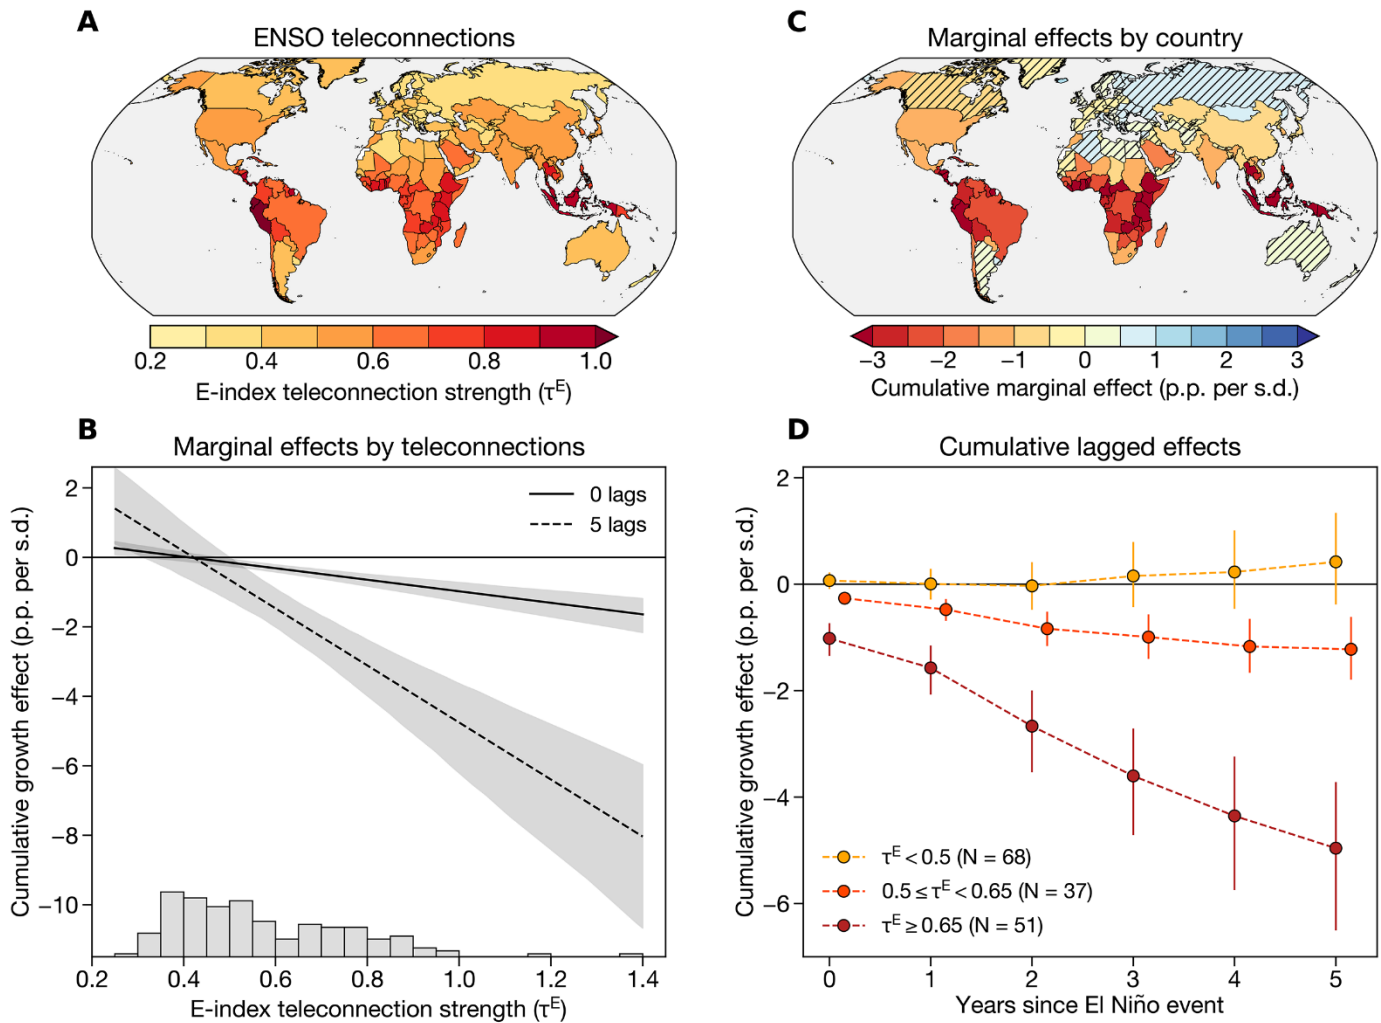 A
ENSO teleconnections
0.2 0.4 0.6 0.8 1.0
E-index teleconnection strength (τᴱ)
C
Marginal effects by country
−3 −2 −1 0 1 2 3
Cumulative marginal effect (p.p. per s.d.)
B
Marginal effects by teleconnections
Cumulative growth effect (p.p. per s.d.)
2
0
−2
−4
−6
−8
−10
0 lags
5 lags
0.2 0.4 0.6 0.8 1.0 1.2 1.4
E-index teleconnection strength (τᴱ)
D
Cumulative lagged effects
Cumulative growth effect (p.p. per s.d.)
2
0
−2
−4
−6
τᴱ < 0.5 (N = 68)
0.5 ≤ τᴱ < 0.65 (N = 37)
τᴱ ≥ 0.65 (N = 51)
0 1 2 3 4 5
Years since El Niño event